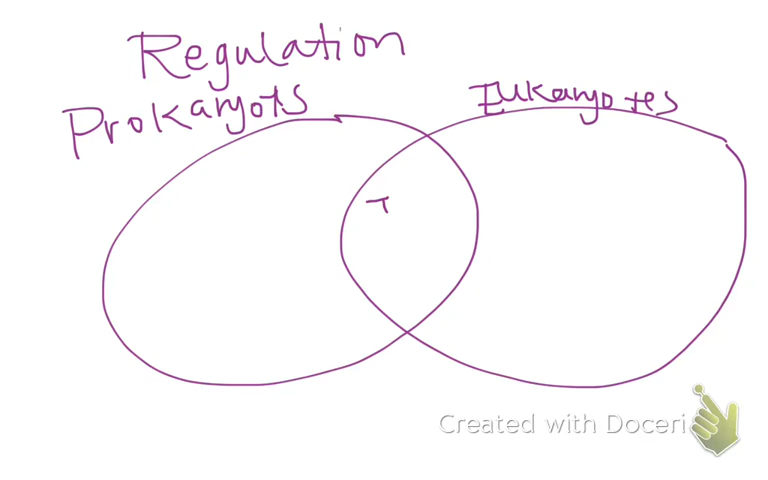 Regulation
Prokaryots
Eukaryotes
T
Created with Doceri